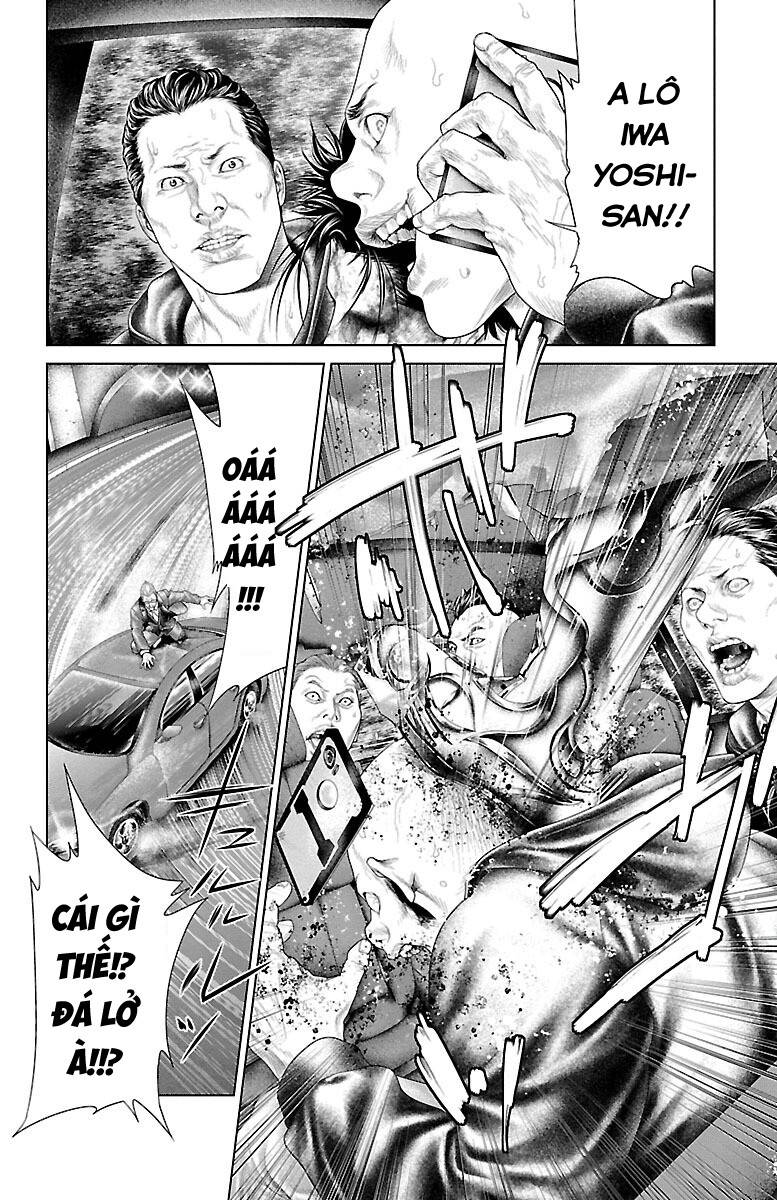 A LÔ
IWA
YOSHI-
SAN!!
OÁÁ
ÁÁÁ
ÁÁÁ
!!!
CÁI GÌ
THẾ!?
ĐÁ LỞ
À!!!?